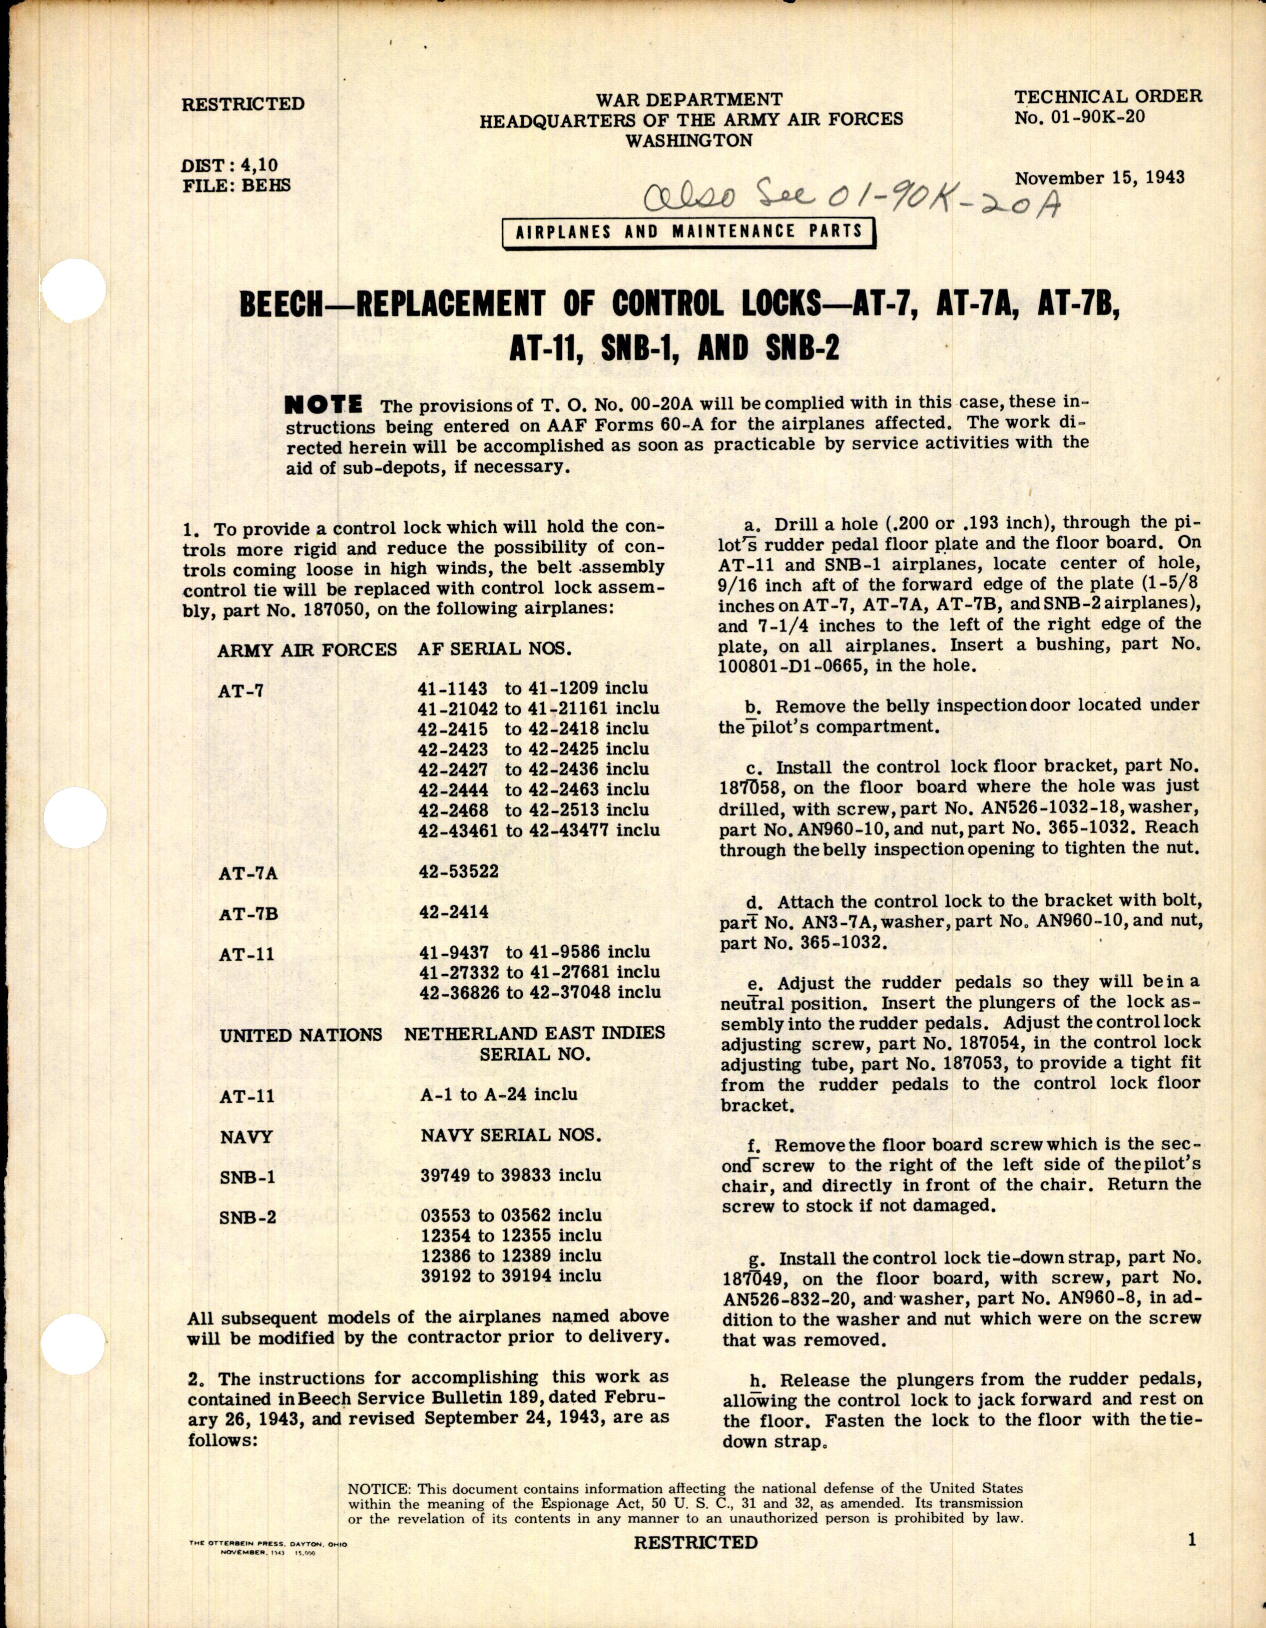 RESTRICTED
WAR DEPARTMENT
HEADQUARTERS OF THE ARMY AIR FORCES
WASHINGTON
TECHNICAL ORDER
No. 01-90K-20
DIST: 4,10
FILE: BEHS
November 15, 1943
Also See 01-90K-20A
AIRPLANES AND MAINTENANCE PARTS
BEECH—REPLACEMENT OF CONTROL LOCKS—AT-7, AT-7A, AT-7B,
AT-11, SNB-1, AND SNB-2
NOTE The provisions of T. O. No. 00-20A will be complied with in this case, these in-
structions being entered on AAF Forms 60-A for the airplanes affected. The work di-
rected herein will be accomplished as soon as practicable by service activities with the
aid of sub-depots, if necessary.
1. To provide a control lock which will hold the con-
trols more rigid and reduce the possibility of con-
trols coming loose in high winds, the belt assembly
control tie will be replaced with control lock assem-
bly, part No. 187050, on the following airplanes:
ARMY AIR FORCES AF SERIAL NOS.
AT-7 41-1143 to 41-1209 inclu
41-21042 to 41-21161 inclu
42-2415 to 42-2418 inclu
42-2423 to 42-2425 inclu
42-2427 to 42-2436 inclu
42-2444 to 42-2463 inclu
42-2468 to 42-2513 inclu
42-43461 to 42-43477 inclu
AT-7A 42-53522
AT-7B 42-2414
AT-11 41-9437 to 41-9586 inclu
41-27332 to 41-27681 inclu
42-36826 to 42-37048 inclu
UNITED NATIONS NETHERLAND EAST INDIES
SERIAL NO.
AT-11 A-1 to A-24 inclu
NAVY NAVY SERIAL NOS.
SNB-1 39749 to 39833 inclu
SNB-2 03553 to 03562 inclu
12354 to 12355 inclu
12386 to 12389 inclu
39192 to 39194 inclu
All subsequent models of the airplanes named above
will be modified by the contractor prior to delivery.
2. The instructions for accomplishing this work as
contained in Beech Service Bulletin 189, dated Febru-
ary 26, 1943, and revised September 24, 1943, are as
follows:
a. Drill a hole (.200 or .193 inch), through the pi-
lot's rudder pedal floor plate and the floor board. On
AT-11 and SNB-1 airplanes, locate center of hole,
9/16 inch aft of the forward edge of the plate (1-5/8
inches on AT-7, AT-7A, AT-7B, and SNB-2 airplanes),
and 7-1/4 inches to the left of the right edge of the
plate, on all airplanes. Insert a bushing, part No.
100801-D1-0665, in the hole.
b. Remove the belly inspection door located under
the pilot's compartment.
c. Install the control lock floor bracket, part No.
187058, on the floor board where the hole was just
drilled, with screw, part No. AN526-1032-18, washer,
part No. AN960-10, and nut, part No. 365-1032. Reach
through the belly inspection opening to tighten the nut.
d. Attach the control lock to the bracket with bolt,
part No. AN3-7A, washer, part No. AN960-10, and nut,
part No. 365-1032.
e. Adjust the rudder pedals so they will be in a
neutral position. Insert the plungers of the lock as-
sembly into the rudder pedals. Adjust the control lock
adjusting screw, part No. 187054, in the control lock
adjusting tube, part No. 187053, to provide a tight fit
from the rudder pedals to the control lock floor
bracket.
f. Remove the floor board screw which is the sec-
ond screw to the right of the left side of the pilot's
chair, and directly in front of the chair. Return the
screw to stock if not damaged.
g. Install the control lock tie-down strap, part No.
187049, on the floor board, with screw, part No.
AN526-832-20, and washer, part No. AN960-8, in ad-
dition to the washer and nut which were on the screw
that was removed.
h. Release the plungers from the rudder pedals,
allowing the control lock to jack forward and rest on
the floor. Fasten the lock to the floor with the tie-
down strap.
NOTICE: This document contains information affecting the national defense of the United States
within the meaning of the Espionage Act, 50 U. S. C., 31 and 32, as amended. Its transmission
or the revelation of its contents in any manner to an unauthorized person is prohibited by law.
THE OTTERBEIN PRESS, DAYTON, OHIO
NOVEMBER, 1943 15,000
RESTRICTED
1